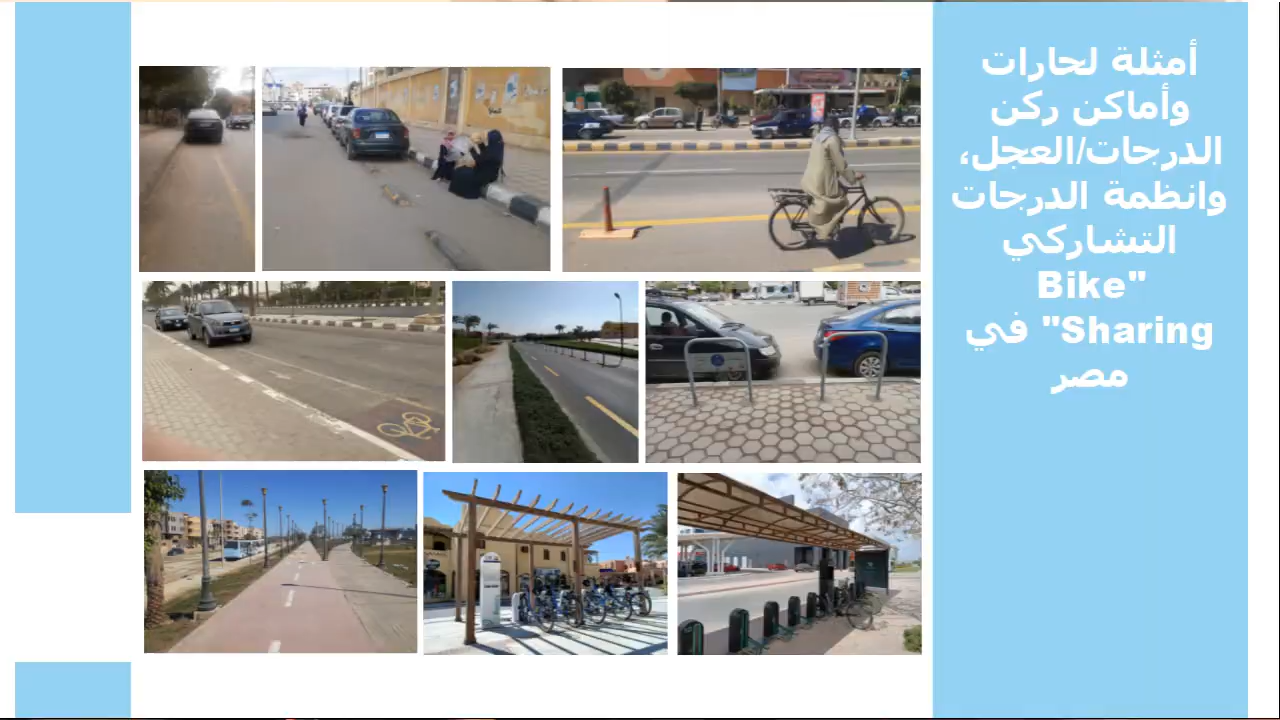 أمثلة لحارات
وأماكن ركن
الدرجات/العجل،
وانظمة الدرجات
التشاركي
"Bike
Sharing" في
مصر